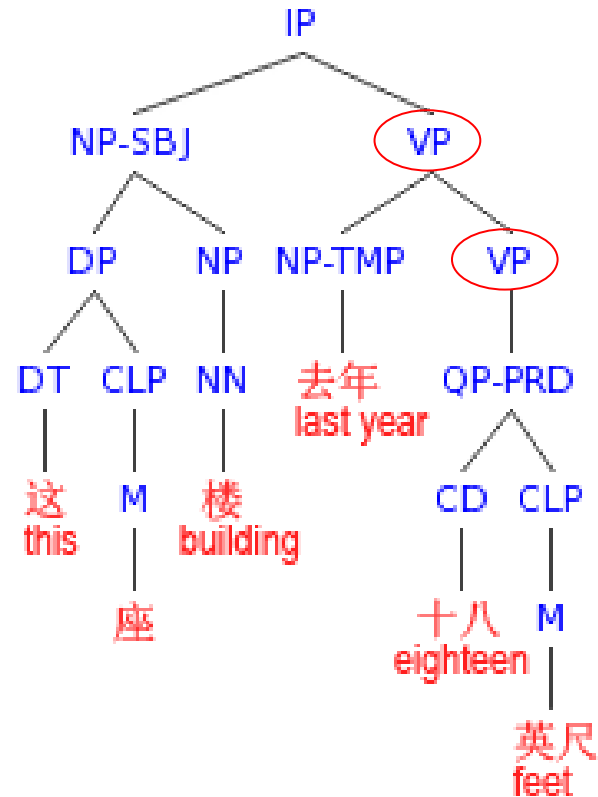 IP
NP-SBJ VP
DP NP NP-TMP VP
DT CLP NN 去年 QP-PRD
last year
这 M 楼 CD CLP
this building
座 十八 M
eighteen
英尺
feet